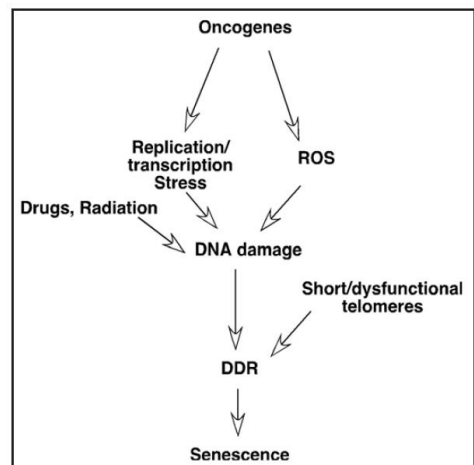 Oncogenes
Replication/
transcription
Stress
ROS
Drugs, Radiation
DNA damage
Short/dysfunctional
telomeres
DDR
Senescence